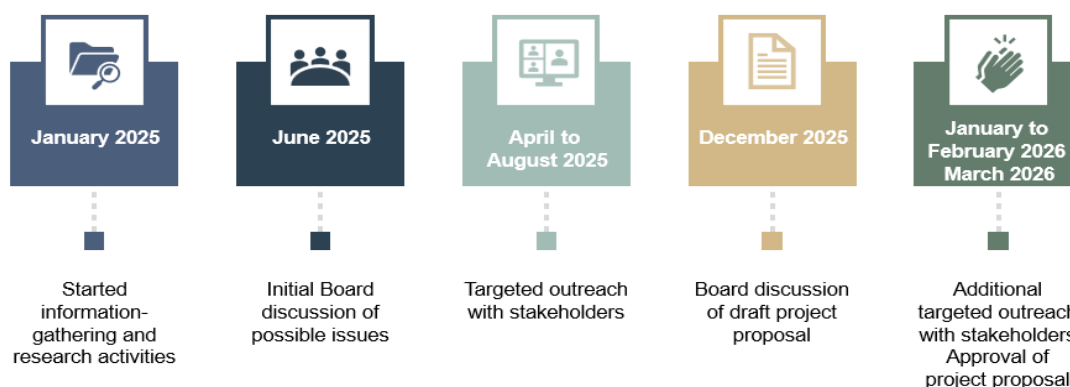 January 2025
June 2025
April to
August 2025
December 2025
January to
February 2026
March 2026
Started
information-
gathering and
research activities
Initial Board
discussion of
possible issues
Targeted outreach
with stakeholders
Board discussion
of draft project
proposal
Additional
targeted outreach
with stakeholders
Approval of
project proposal